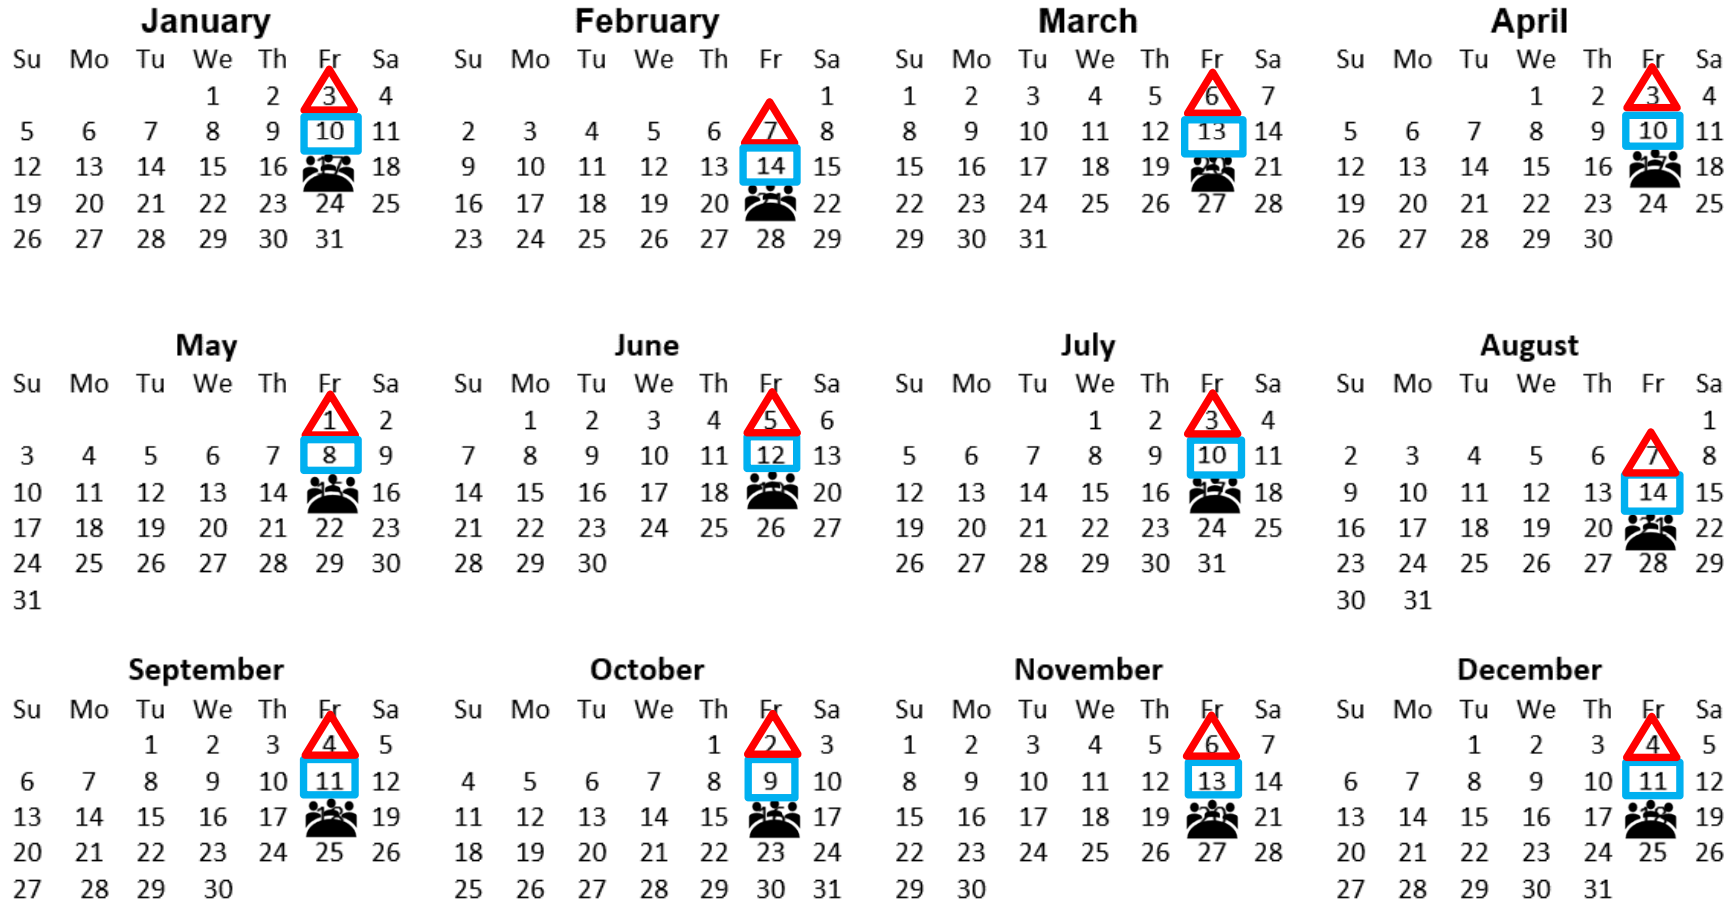 January
Su Mo Tu We Th Fr Sa
1 2 3 4
5 6 7 8 9 10 11
12 13 14 15 16 18
19 20 21 22 23 24 25
26 27 28 29 30 31
February
Su Mo Tu We Th Fr Sa
1
2 3 4 5 6 7 8
9 10 11 12 13 14 15
16 17 18 19 20 22
23 24 25 26 27 28 29
March
Su Mo Tu We Th Fr Sa
1 2 3 4 5 6 7
8 9 10 11 12 13 14
15 16 17 18 19 21
22 23 24 25 26 27 28
29 30 31
April
Su Mo Tu We Th Fr Sa
1 2 3 4
5 6 7 8 9 10 11
12 13 14 15 16 17 18
19 20 21 22 23 24 25
26 27 28 29 30
May
Su Mo Tu We Th Fr Sa
1 2
3 4 5 6 7 8 9
10 11 12 13 14 16
17 18 19 20 21 22 23
24 25 26 27 28 29 30
31
June
Su Mo Tu We Th Fr Sa
1 2 3 4 5 6
7 8 9 10 11 12 13
14 15 16 17 18 20
21 22 23 24 25 26 27
28 29 30
July
Su Mo Tu We Th Fr Sa
1 2 3 4
5 6 7 8 9 10 11
12 13 14 15 16 17 18
19 20 21 22 23 24 25
26 27 28 29 30 31
August
Su Mo Tu We Th Fr Sa
1
2 3 4 5 6 7 8
9 10 11 12 13 14 15
16 17 18 19 20 22
23 24 25 26 27 28 29
30 31
September
Su Mo Tu We Th Fr Sa
1 2 3 4 5
6 7 8 9 10 11 12
13 14 15 16 17 19
20 21 22 23 24 25 26
27 28 29 30
October
Su Mo Tu We Th Fr Sa
1 2 3
4 5 6 7 8 9 10
11 12 13 14 15 17
18 19 20 21 22 23 24
25 26 27 28 29 30 31
November
Su Mo Tu We Th Fr Sa
1 2 3 4 5 6 7
8 9 10 11 12 13 14
15 16 17 18 19 21
22 23 24 25 26 27 28
29 30
December
Su Mo Tu We Th Fr Sa
1 2 3 4 5
6 7 8 9 10 11 12
13 14 15 16 17 19
20 21 22 23 24 25 26
27 28 29 30 31